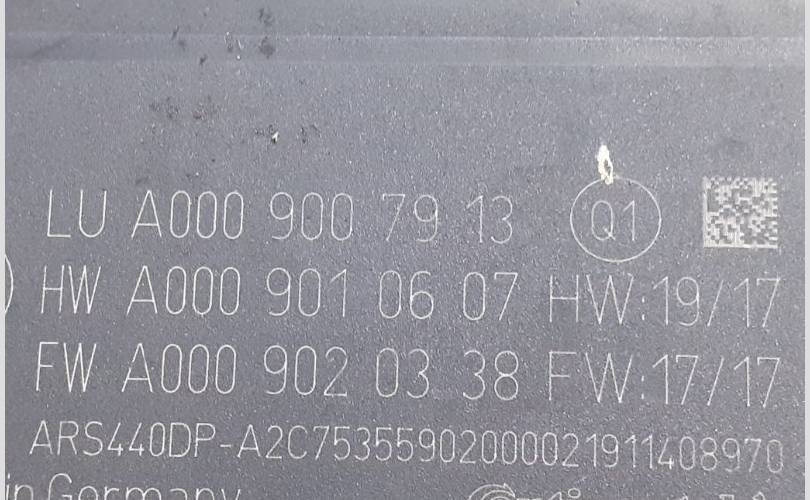 LU A000 900 79 13 Q1
HW A000 901 06 07 HW:19/17
FW A000 902 03 38 FW:17/17
ARS440DP-A2C75355902000021911408970
in Germany